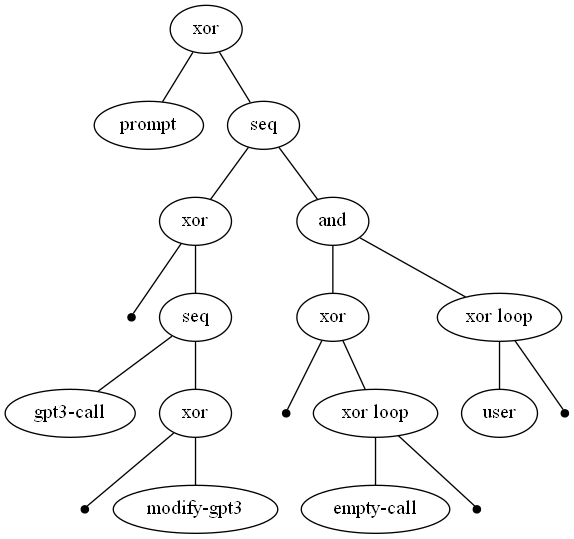 xor
prompt
seq
xor
and
seq
xor
xor loop
gpt3-call
xor
xor loop
user
modify-gpt3
empty-call